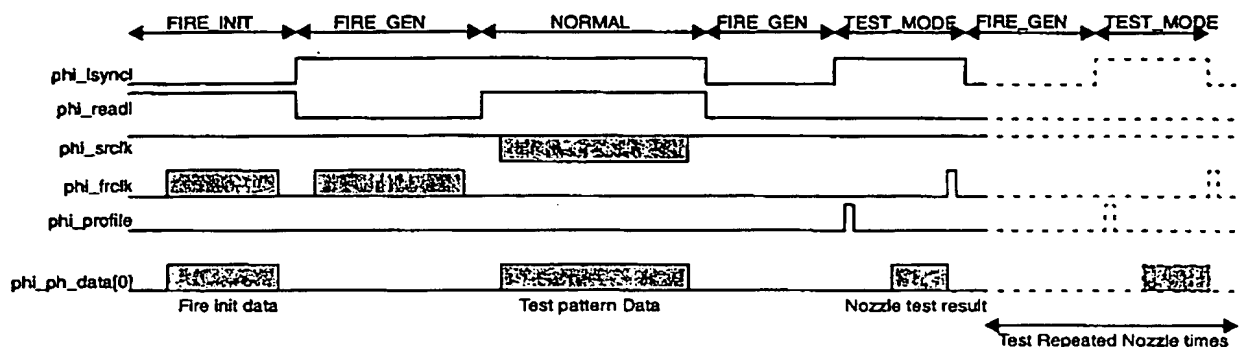 FIRE_INIT FIRE_GEN NORMAL FIRE_GEN TEST_MODE FIRE_GEN TEST_MODE
phi_lsyncl
phi_readl
phi_srclk
phi_frclk
phi_profile
phi_ph_data[0]
Fire init data Test pattern Data Nozzle test result
Test Repeated Nozzle times